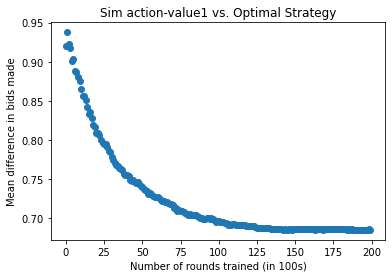 Sim action-value1 vs. Optimal Strategy
Mean difference in bids made
0.95
0.90
0.85
0.80
0.75
0.70
0 25 50 75 100 125 150 175 200
Number of rounds trained (in 100s)